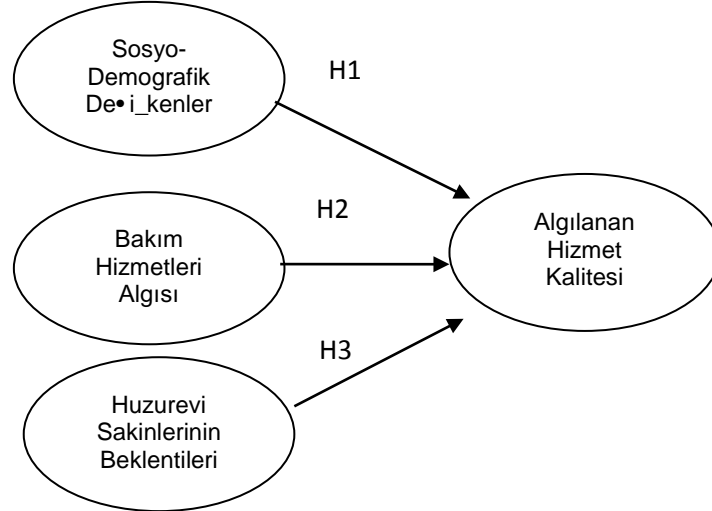 Sosyo-
Demografik
De•i_kenler
H1
Bakım
Hizmetleri
Algısı
H2
Algılanan
Hizmet
Kalitesi
H3
Huzurevi
Sakinlerinin
Beklentileri